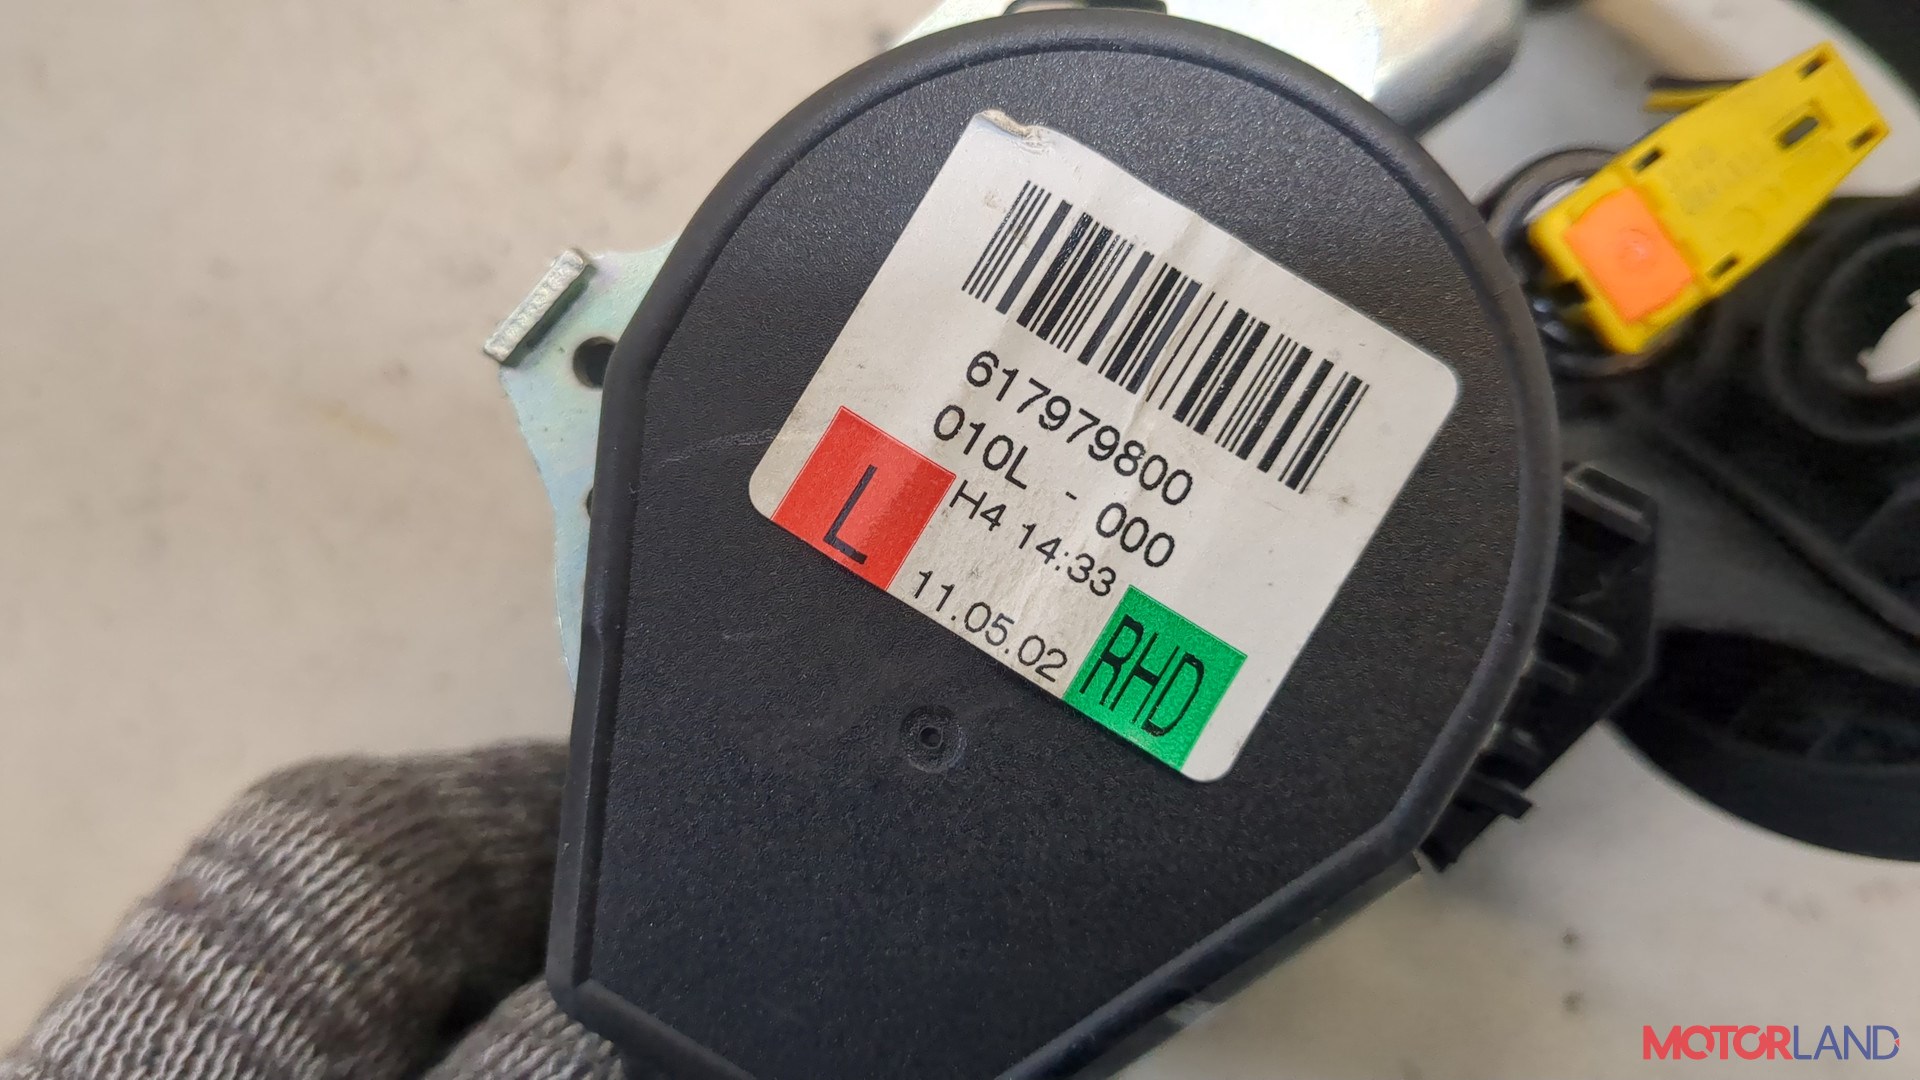 617979800
010L - 000
H4 14:33
L
11.05.02
RHD
MOTORLAND